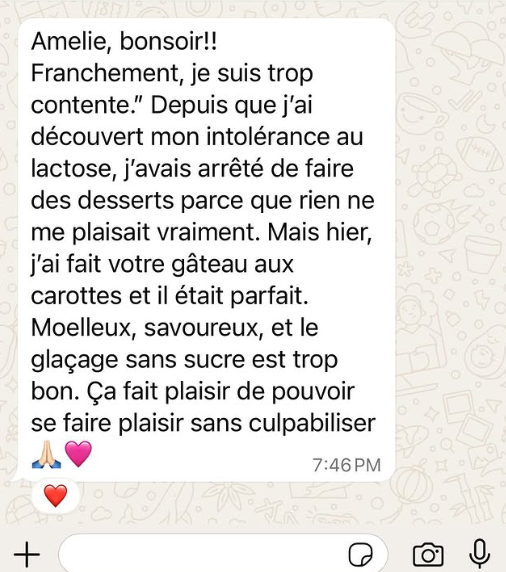 Amelie, bonsoir!!
Franchement, je suis trop
contente.” Depuis que j’ai
découvert mon intolérance au
lactose, j’avais arrêté de faire
des desserts parce que rien ne
me plaisait vraiment. Mais hier,
j’ai fait votre gâteau aux
carottes et il était parfait.
Moelleux, savoureux, et le
glaçage sans sucre est trop
bon. Ça fait plaisir de pouvoir
se faire plaisir sans culpabiliser
🙏🏼💗
7:46 PM
❤️